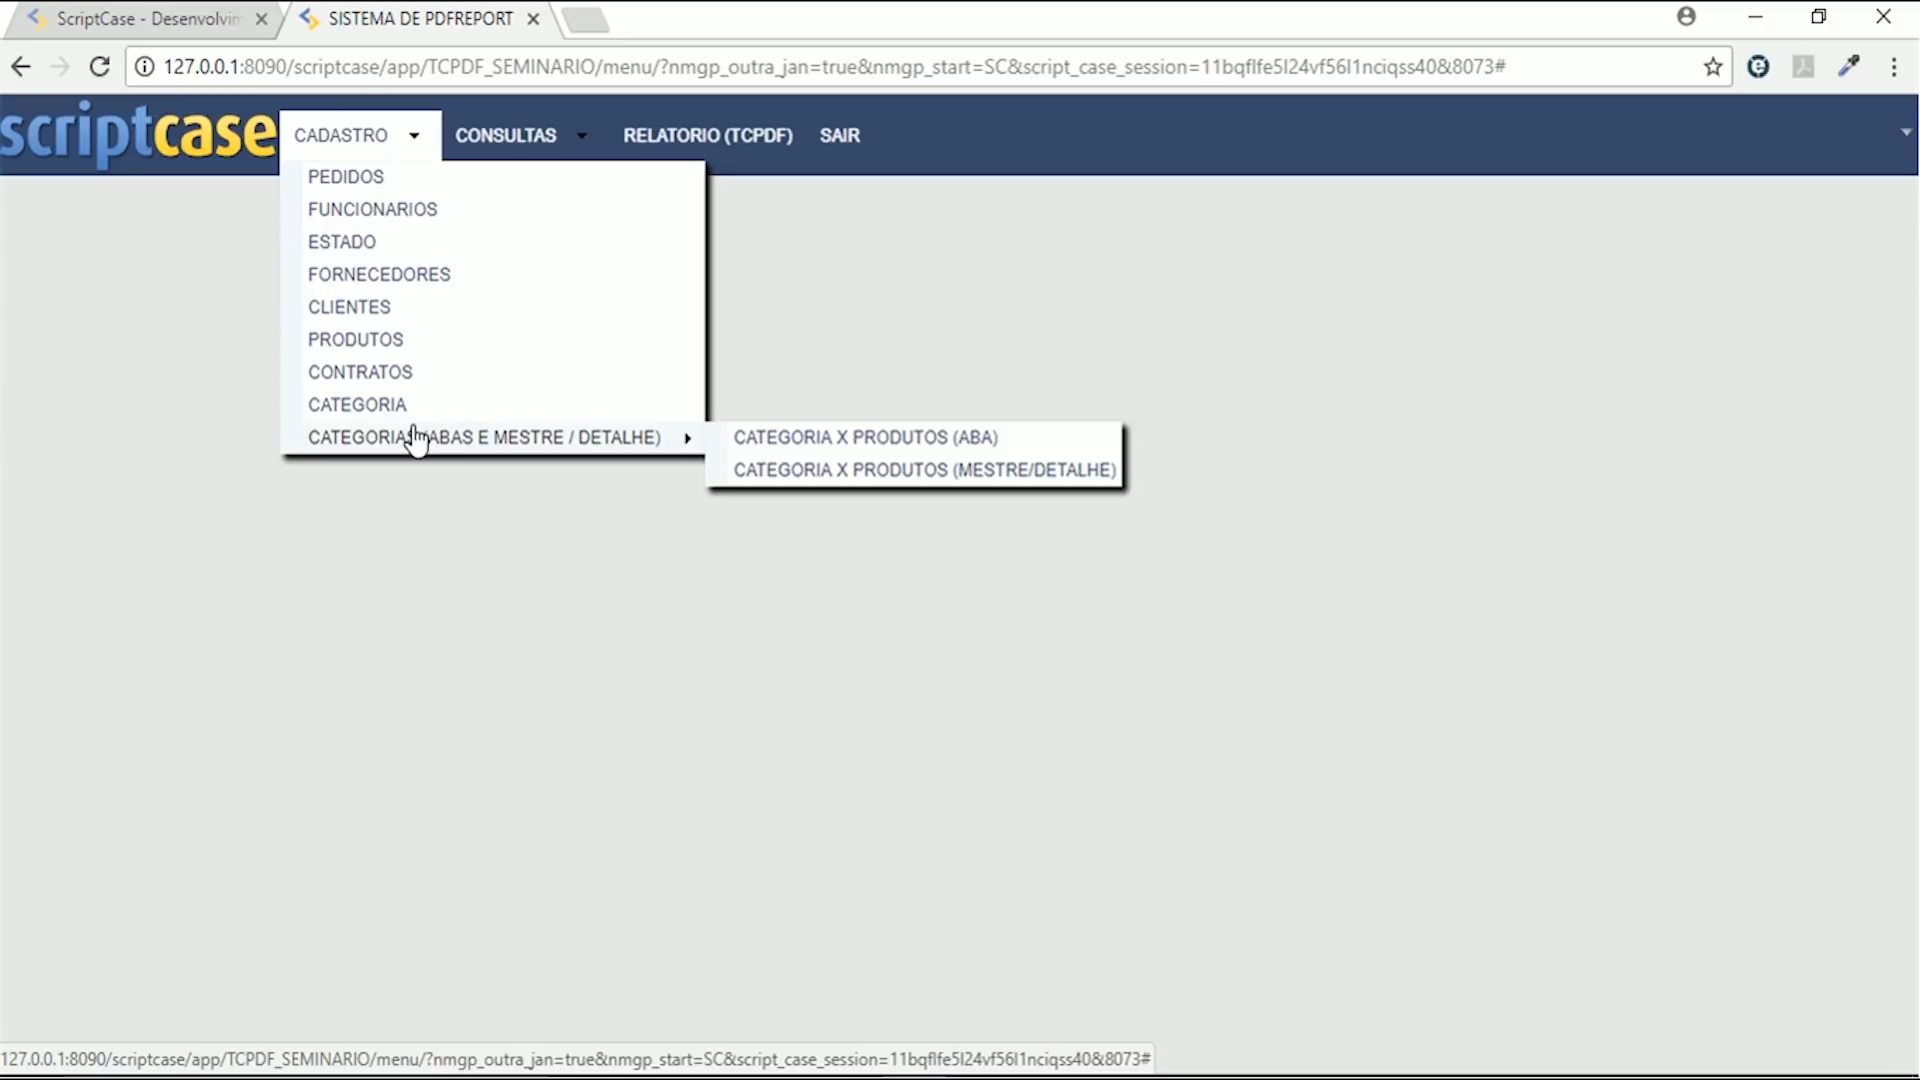 ScriptCase - Desenvolvim
SISTEMA DE PDFREPORT
127.0.0.1:8090/scriptcase/app/TCPDF_SEMINARIO/menu/?nmgp_outra_jan=true&nmgp_start=SC&script_case_session=11bqflfe5l24vf56l1nciqss40&8073#
scriptcase
CADASTRO
CONSULTAS
RELATORIO (TCPDF)
SAIR
PEDIDOS
FUNCIONARIOS
ESTADO
FORNECEDORES
CLIENTES
PRODUTOS
CONTRATOS
CATEGORIA
CATEGORIAS (ABAS E MESTRE / DETALHE)
CATEGORIA X PRODUTOS (ABA)
CATEGORIA X PRODUTOS (MESTRE/DETALHE)
127.0.0.1:8090/scriptcase/app/TCPDF_SEMINARIO/menu/?nmgp_outra_jan=true&nmgp_start=SC&script_case_session=11bqflfe5l24vf56l1nciqss40&8073#